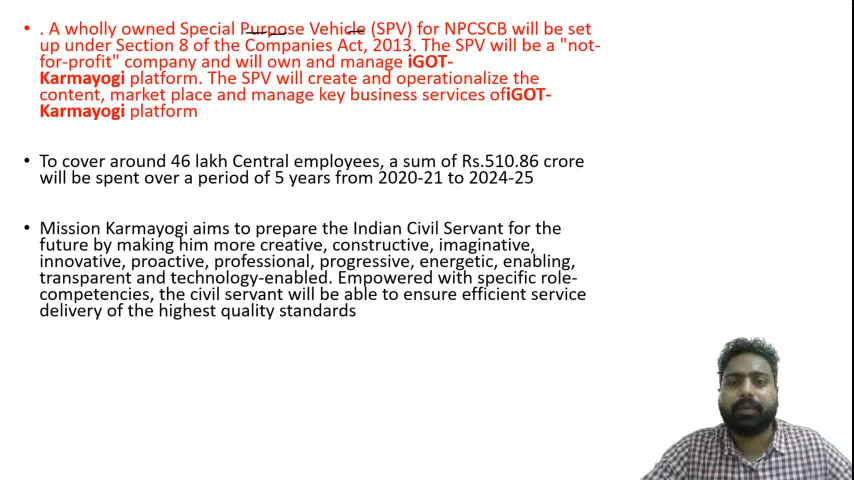 • . A wholly owned Special Purpose Vehicle (SPV) for NPCSCB will be set
up under Section 8 of the Companies Act, 2013. The SPV will be a "not-
for-profit" company and will own and manage iGOT-
Karmayogi platform. The SPV will create and operationalize the
content, market place and manage key business services ofiGOT-
Karmayogi platform
• To cover around 46 lakh Central employees, a sum of Rs.510.86 crore
will be spent over a period of 5 years from 2020-21 to 2024-25
• Mission Karmayogi aims to prepare the Indian Civil Servant for the
future by making him more creative, constructive, imaginative,
innovative, proactive, professional, progressive, energetic, enabling,
transparent and technology-enabled. Empowered with specific role-
competencies, the civil servant will be able to ensure efficient service
delivery of the highest quality standards